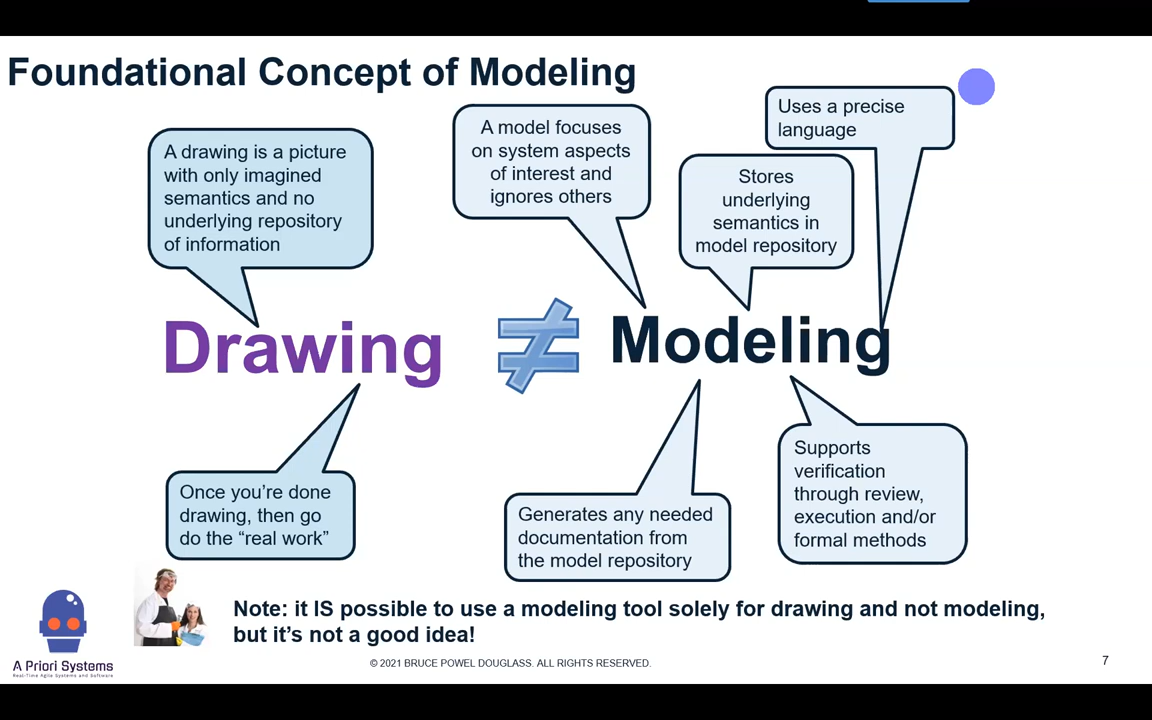 Foundational Concept of Modeling
A drawing is a picture
with only imagined
semantics and no
underlying repository
of information
A model focuses
on system aspects
of interest and
ignores others
Stores
underlying
semantics in
model repository
Uses a precise
language
Drawing
≠
Modeling
Once you’re done
drawing, then go
do the “real work”
Generates any needed
documentation from
the model repository
Supports
verification
through review,
execution and/or
formal methods
Note: it IS possible to use a modeling tool solely for drawing and not modeling,
but it’s not a good idea!
A Priori Systems
Real-Time Agile Systems and Software
© 2021 BRUCE POWEL DOUGLASS. ALL RIGHTS RESERVED.
7